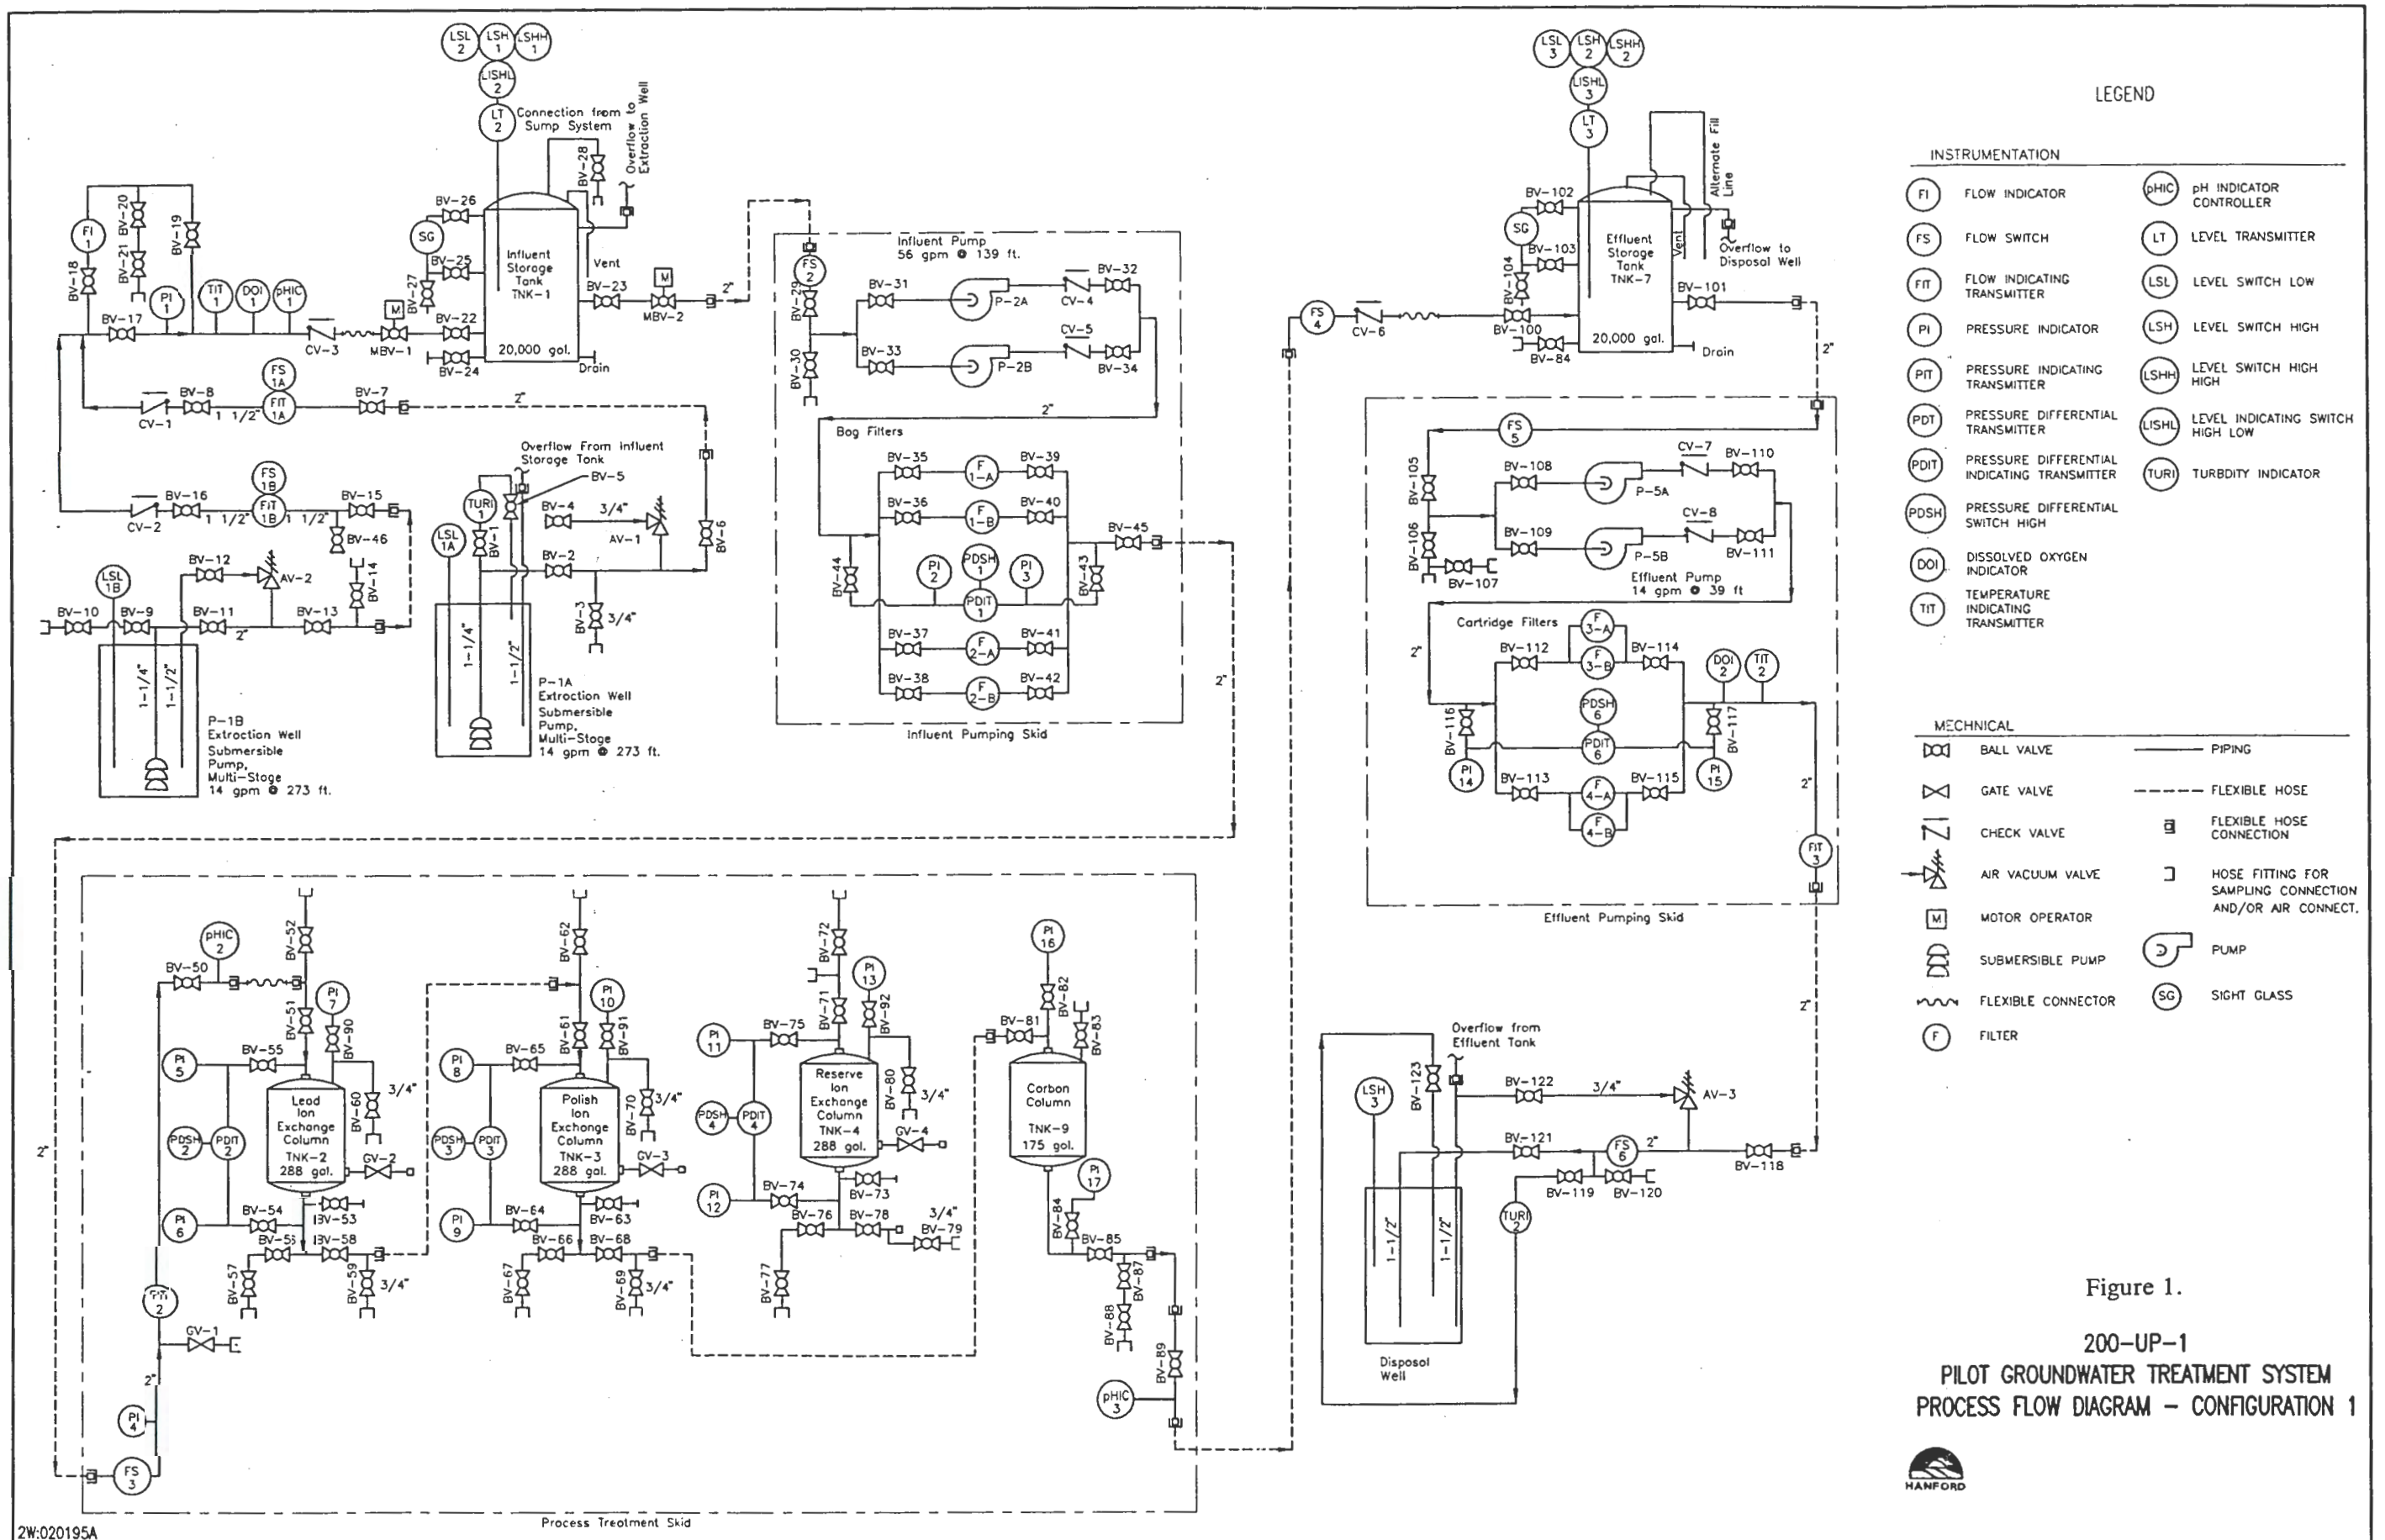 LSL
2
LSH
1
LSHH
1
LISHL
2
LT
2
Connection from
Sump System
Overflow to
Extraction Well
BV-28
BV-26
SG
BV-25
BV-27
Influent
Storage
Tank
TNK-1
20,000 gal.
Vent
Drain
BV-20
BV-21
BV-19
FI
1
BV-18
BV-17
PI
1
TIT
1
DOI
1
pHIC
1
CV-3
M
MBV-1
BV-22
BV-24
BV-23
M
MBV-2
2"
FS
1A
BV-8
FIT
1A
BV-7
CV-1
1 1/2"
2"
FS
1B
BV-16
FIT
1B
BV-15
CV-2
1 1/2"
1 1/2"
BV-46
BV-12
AV-2
BV-14
LSL
1B
BV-10
BV-9
BV-11
2"
BV-13
1-1/4"
1-1/2"
P-1B
Extraction Well
Submersible
Pump,
Multi-Stage
14 gpm @ 273 ft.
Overflow From Influent
Storage Tank
BV-5
TURI
1
BV-4
3/4"
AV-1
BV-6
LSL
1A
BV-1
BV-2
BV-3
3/4"
1-1/4"
1-1/2"
P-1A
Extraction Well
Submersible
Pump,
Multi-Stage
14 gpm @ 273 ft.
Influent Pump
56 gpm @ 139 ft.
FS
2
BV-29
BV-30
BV-31
P-2A
CV-4
BV-32
BV-33
P-2B
CV-5
BV-34
2"
Bag Filters
BV-35
F
1-A
BV-39
BV-36
F
1-B
BV-40
BV-45
BV-44
PI
2
PDSH
1
PI
3
BV-43
PDIT
1
BV-37
F
2-A
BV-41
BV-38
F
2-B
BV-42
2"
Influent Pumping Skid
LSL
3
LSH
2
LSHH
2
LISHL
3
LT
3
Alternate Fill
Line
BV-102
SG
BV-103
BV-104
Effluent
Storage
Tank
TNK-7
20,000 gal.
Vent
Overflow to
Disposal Well
BV-101
FS
4
CV-6
BV-100
BV-84
Drain
2"
FS
5
BV-105
BV-106
BV-107
BV-108
P-5A
CV-7
BV-110
BV-109
P-5B
CV-8
BV-111
Effluent Pump
14 gpm @ 39 ft
Cartridge Filters
2"
F
3-A
BV-112
F
3-B
BV-114
DOI
2
TIT
2
BV-116
PDSH
6
BV-117
PDIT
6
PI
14
BV-113
F
4-A
BV-115
PI
15
F
4-B
2"
FIT
3
Effluent Pumping Skid
2"
BV-52
pHIC
2
BV-50
BV-51
PI
7
BV-90
PI
5
BV-55
BV-60
3/4"
Lead
Ion
Exchange
Column
TNK-2
288 gal.
PDSH
2
PDIT
2
GV-2
BV-54
BV-53
PI
6
BV-58
BV-57
BV-59
3/4"
2"
2
GV-1
2"
PI
4
FS
3
BV-62
PI
10
BV-61
BV-91
PI
8
BV-65
BV-70
3/4"
Polish
Ion
Exchange
Column
TNK-3
288 gal.
PDSH
3
PDIT
3
GV-3
BV-64
BV-63
PI
9
BV-66
BV-68
BV-67
BV-69
3/4"
BV-72
PI
13
BV-71
BV-92
PI
11
BV-75
BV-80
3/4"
Reserve
Ion
Exchange
Column
TNK-4
288 gal.
PDSH
4
PDIT
4
GV-4
BV-74
BV-73
PI
12
BV-76
BV-78
3/4"
BV-79
BV-77
PI
16
BV-82
BV-83
BV-81
Carbon
Column
TNK-9
175 gal.
PI
17
BV-84
BV-85
BV-87
BV-88
BV-89
pHIC
3
Process Treatment Skid
Overflow from
Effluent Tank
LSH
3
BV-123
BV-122
3/4"
AV-3
BV-121
FS
6
2"
BV-118
BV-119
BV-120
TURI
2
1-1/2"
1-1/2"
Disposal
Well
LEGEND
INSTRUMENTATION
FI
FLOW INDICATOR
FS
FLOW SWITCH
FIT
FLOW INDICATING
TRANSMITTER
PI
PRESSURE INDICATOR
PIT
PRESSURE INDICATING
TRANSMITTER
PDT
PRESSURE DIFFERENTIAL
TRANSMITTER
PDIT
PRESSURE DIFFERENTIAL
INDICATING TRANSMITTER
PDSH
PRESSURE DIFFERENTIAL
SWITCH HIGH
DOI
DISSOLVED OXYGEN
INDICATOR
TIT
TEMPERATURE
INDICATING
TRANSMITTER
pHIC
pH INDICATOR
CONTROLLER
LT
LEVEL TRANSMITTER
LSL
LEVEL SWITCH LOW
LSH
LEVEL SWITCH HIGH
LSHH
LEVEL SWITCH HIGH
HIGH
LISHL
LEVEL INDICATING SWITCH
HIGH LOW
TURI
TURBDITY INDICATOR
MECHNICAL
BALL VALVE
GATE VALVE
CHECK VALVE
AIR VACUUM VALVE
M
MOTOR OPERATOR
SUBMERSIBLE PUMP
FLEXIBLE CONNECTOR
F
FILTER
PIPING
FLEXIBLE HOSE
FLEXIBLE HOSE
CONNECTION
HOSE FITTING FOR
SAMPLING CONNECTION
AND/OR AIR CONNECT.
PUMP
SG
SIGHT GLASS
Figure 1.
200-UP-1
PILOT GROUNDWATER TREATMENT SYSTEM
PROCESS FLOW DIAGRAM - CONFIGURATION 1
HANFORD
2W:020195A